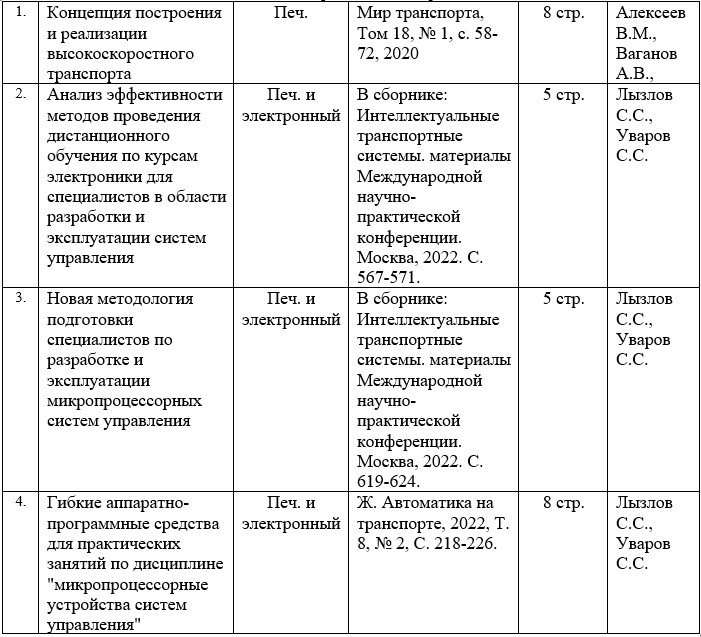 1.
Концепция построения
и реализации
высокоскоростного
транспорта
Печ.
Мир транспорта,
Том 18, № 1, с. 58-
72, 2020
8 стр.
Алексеев
В.М.,
Ваганов
А.В.,
2.
Анализ эффективности
методов проведения
дистанционного
обучения по курсам
электроники для
специалистов в области
разработки и
эксплуатации систем
управления
Печ. и
электронный
В сборнике:
Интеллектуальные
транспортные
системы. материалы
Международной
научно-
практической
конференции.
Москва, 2022. С.
567-571.
5 стр.
Лызлов
С.С.,
Уваров
С.С.
3.
Новая методология
подготовки
специалистов по
разработке и
эксплуатации
микропроцессорных
систем управления
Печ. и
электронный
В сборнике:
Интеллектуальные
транспортные
системы. материалы
Международной
научно-
практической
конференции.
Москва, 2022. С.
619-624.
5 стр.
Лызлов
С.С.,
Уваров
С.С.
4.
Гибкие аппаратно-
программные средства
для практических
занятий по дисциплине
"микропроцессорные
устройства систем
управления"
Печ. и
электронный
Ж. Автоматика на
транспорте, 2022, Т.
8, № 2, С. 218-226.
8 стр.
Лызлов
С.С.,
Уваров
С.С.